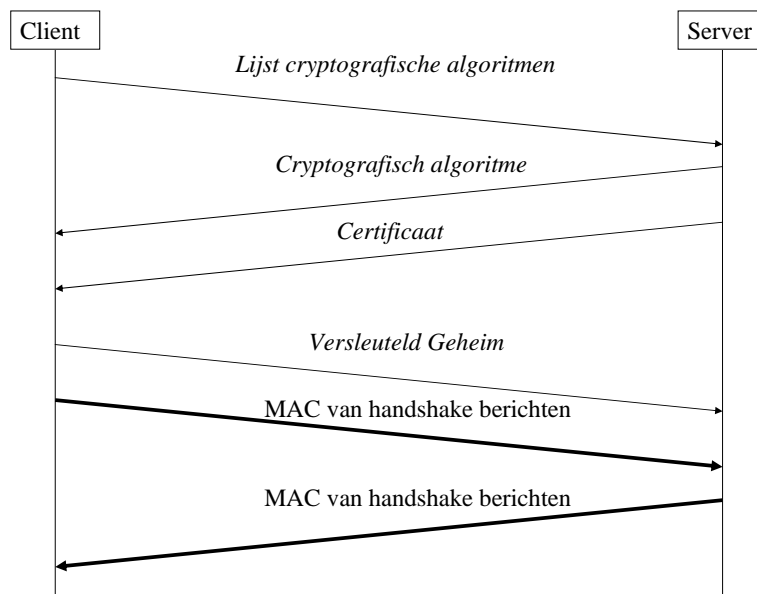 Client
Server
Lijst cryptografische algoritmen
Cryptografisch algoritme
Certificaat
Versleuteld Geheim
MAC van handshake berichten
MAC van handshake berichten